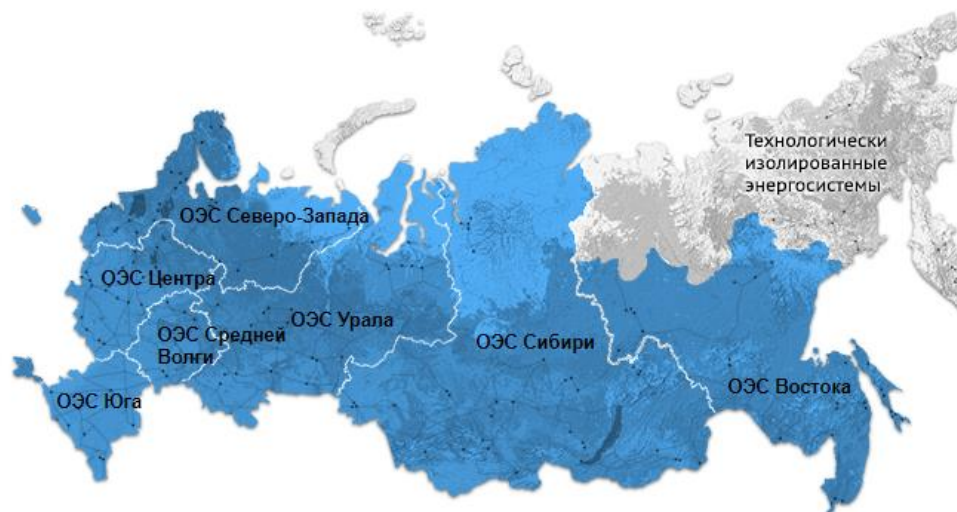 Технологически
изолированные
энергосистемы
ОЭС Северо-Запада
ОЭС Центра
ОЭС Урала
ОЭС Средней
Волги
ОЭС Сибири
ОЭС Востока
ОЭС Юга